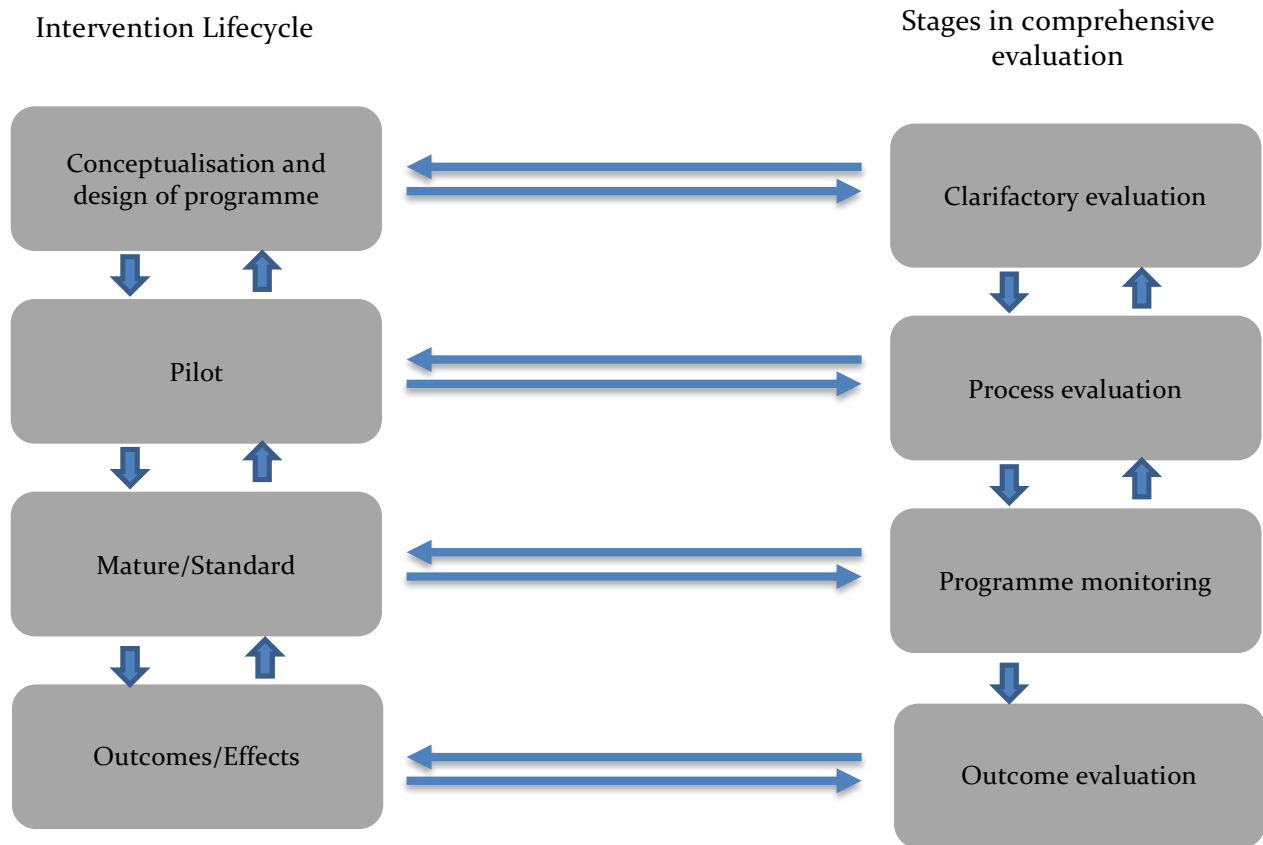 Intervention Lifecycle
Stages in comprehensive
evaluation
Conceptualisation and
design of programme
Clarifactory evaluation
Pilot
Process evaluation
Mature/Standard
Programme monitoring
Outcomes/Effects
Outcome evaluation